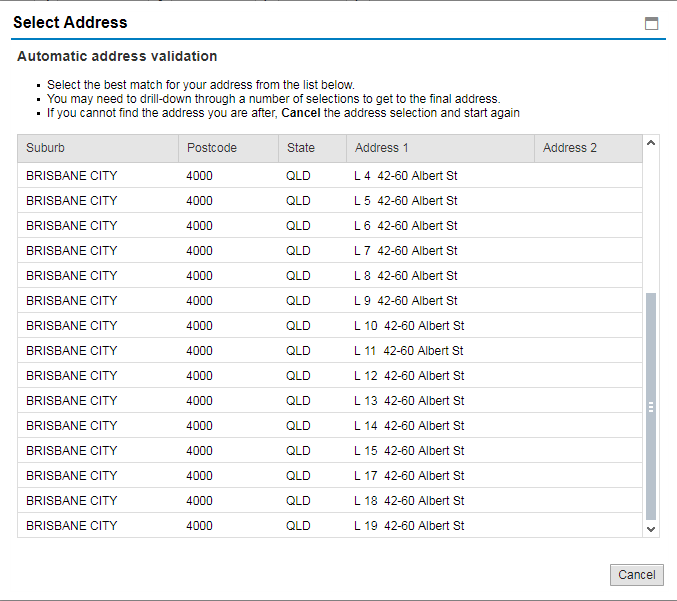 Select Address
Automatic address validation
Select the best match for your address from the list below.
You may need to drill-down through a number of selections to get to the final address.
If you cannot find the address you are after, Cancel the address selection and start again
Suburb Postcode State Address 1 Address 2
BRISBANE CITY 4000 QLD L 4 42-60 Albert St
BRISBANE CITY 4000 QLD L 5 42-60 Albert St
BRISBANE CITY 4000 QLD L 6 42-60 Albert St
BRISBANE CITY 4000 QLD L 7 42-60 Albert St
BRISBANE CITY 4000 QLD L 8 42-60 Albert St
BRISBANE CITY 4000 QLD L 9 42-60 Albert St
BRISBANE CITY 4000 QLD L 10 42-60 Albert St
BRISBANE CITY 4000 QLD L 11 42-60 Albert St
BRISBANE CITY 4000 QLD L 12 42-60 Albert St
BRISBANE CITY 4000 QLD L 13 42-60 Albert St
BRISBANE CITY 4000 QLD L 14 42-60 Albert St
BRISBANE CITY 4000 QLD L 15 42-60 Albert St
BRISBANE CITY 4000 QLD L 17 42-60 Albert St
BRISBANE CITY 4000 QLD L 18 42-60 Albert St
BRISBANE CITY 4000 QLD L 19 42-60 Albert St
Cancel